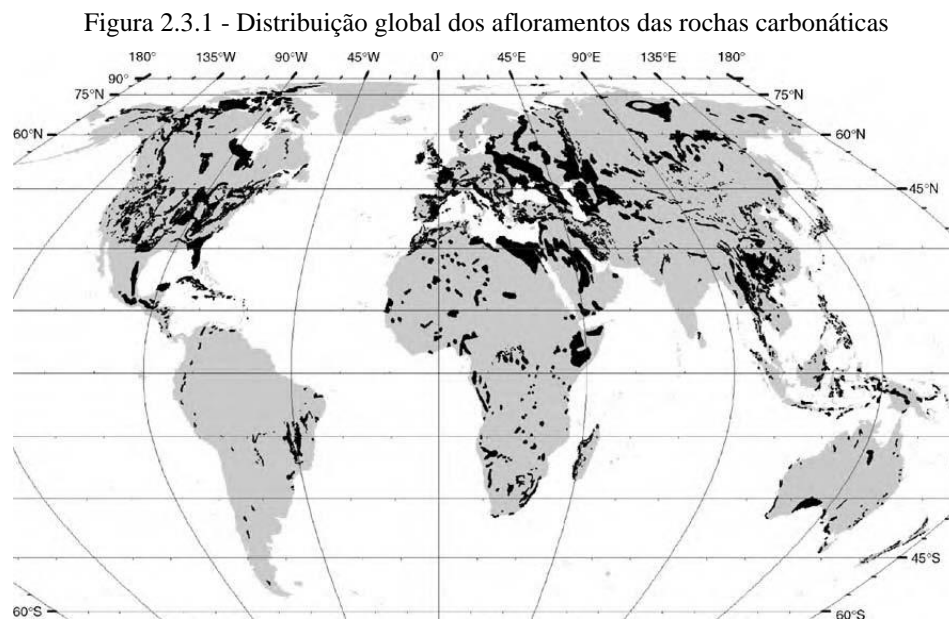 Figura 2.3.1 - Distribuição global dos afloramentos das rochas carbonáticas
180° 135°W 90°W 45°W 0° 45°E 90°E 135°E 180°
90°
75°N 75°N
60°N 60°N
45°N
45°S
60°S 60°S